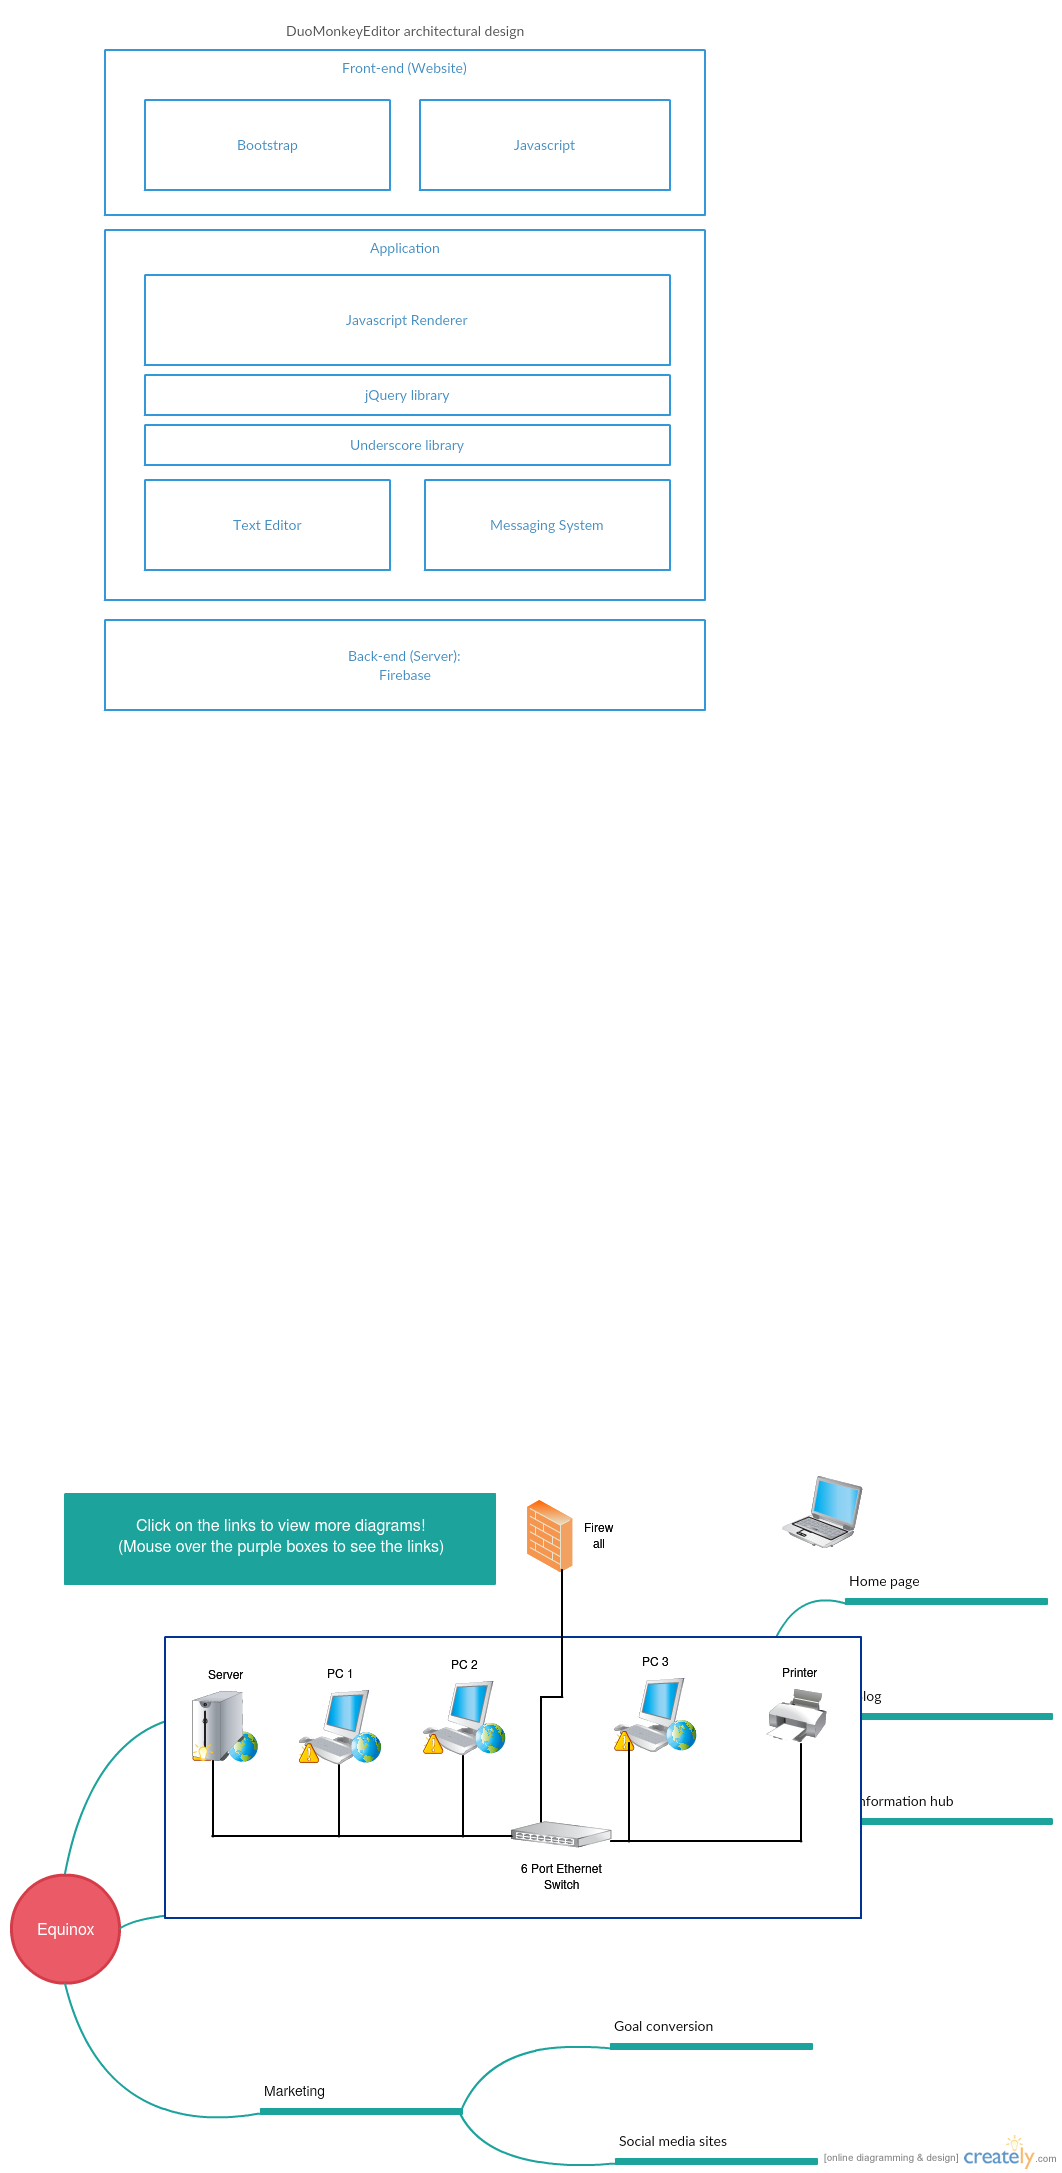 DuoMonkeyEditor architectural design
Front-end (Website)
Bootstrap
Javascript
Application
Javascript Renderer
jQuery library
Underscore library
Text Editor
Messaging System
Back-end (Server):
Firebase
Click on the links to view more diagrams!
(Mouse over the purple boxes to see the links)
Firew
all
Home page
Server
PC 1
PC 2
PC 3
Printer
log
nformation hub
6 Port Ethernet
Switch
Equinox
Goal conversion
Marketing
Social media sites
[online diagramming & design] creately.com